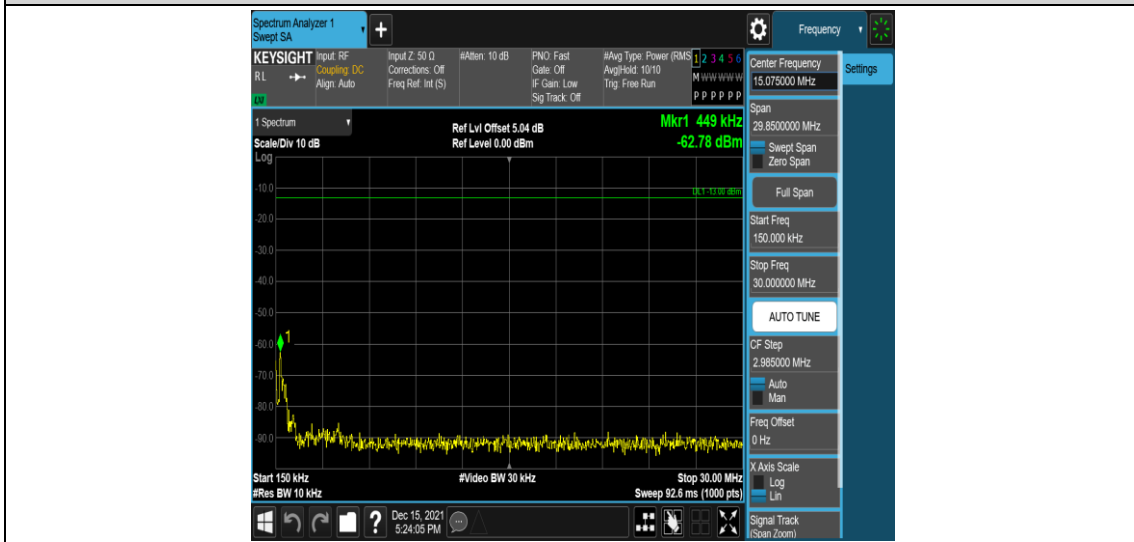 Spectrum Analyzer 1
Swept SA
+
Frequency
KEYSIGHT
RL
LXI
Input: RF
Coupling: DC
Align: Auto
Input Z: 50 Ω
Corrections: Off
Freq Ref: Int (S)
#Atten: 10 dB
PNO: Fast
Gate: Off
IF Gain: Low
Sig Track: Off
#Avg Type: Power (RMS
Avg|Hold: 10/10
Trig: Free Run
1 2 3 4 5 6
M W W W W W
P P P P P P
1 Spectrum
Scale/Div 10 dB
Log
Ref Lvl Offset 5.04 dB
Ref Level 0.00 dBm
Mkr1 449 kHz
-62.78 dBm
DL1 -13.00 dBm
-10.0
-20.0
-30.0
-40.0
-50.0
-60.0
-70.0
-80.0
-90.0
1
Start 150 kHz
#Res BW 10 kHz
#Video BW 30 kHz
Stop 30.00 MHz
Sweep 92.6 ms (1000 pts)
?
Dec 15, 2021
5:24:05 PM
Center Frequency
15.075000 MHz
Settings
Span
29.8500000 MHz
Swept Span
Zero Span
Full Span
Start Freq
150.000 kHz
Stop Freq
30.000000 MHz
AUTO TUNE
CF Step
2.985000 MHz
Auto
Man
Freq Offset
0 Hz
X Axis Scale
Log
Lin
Signal Track
(Span Zoom)